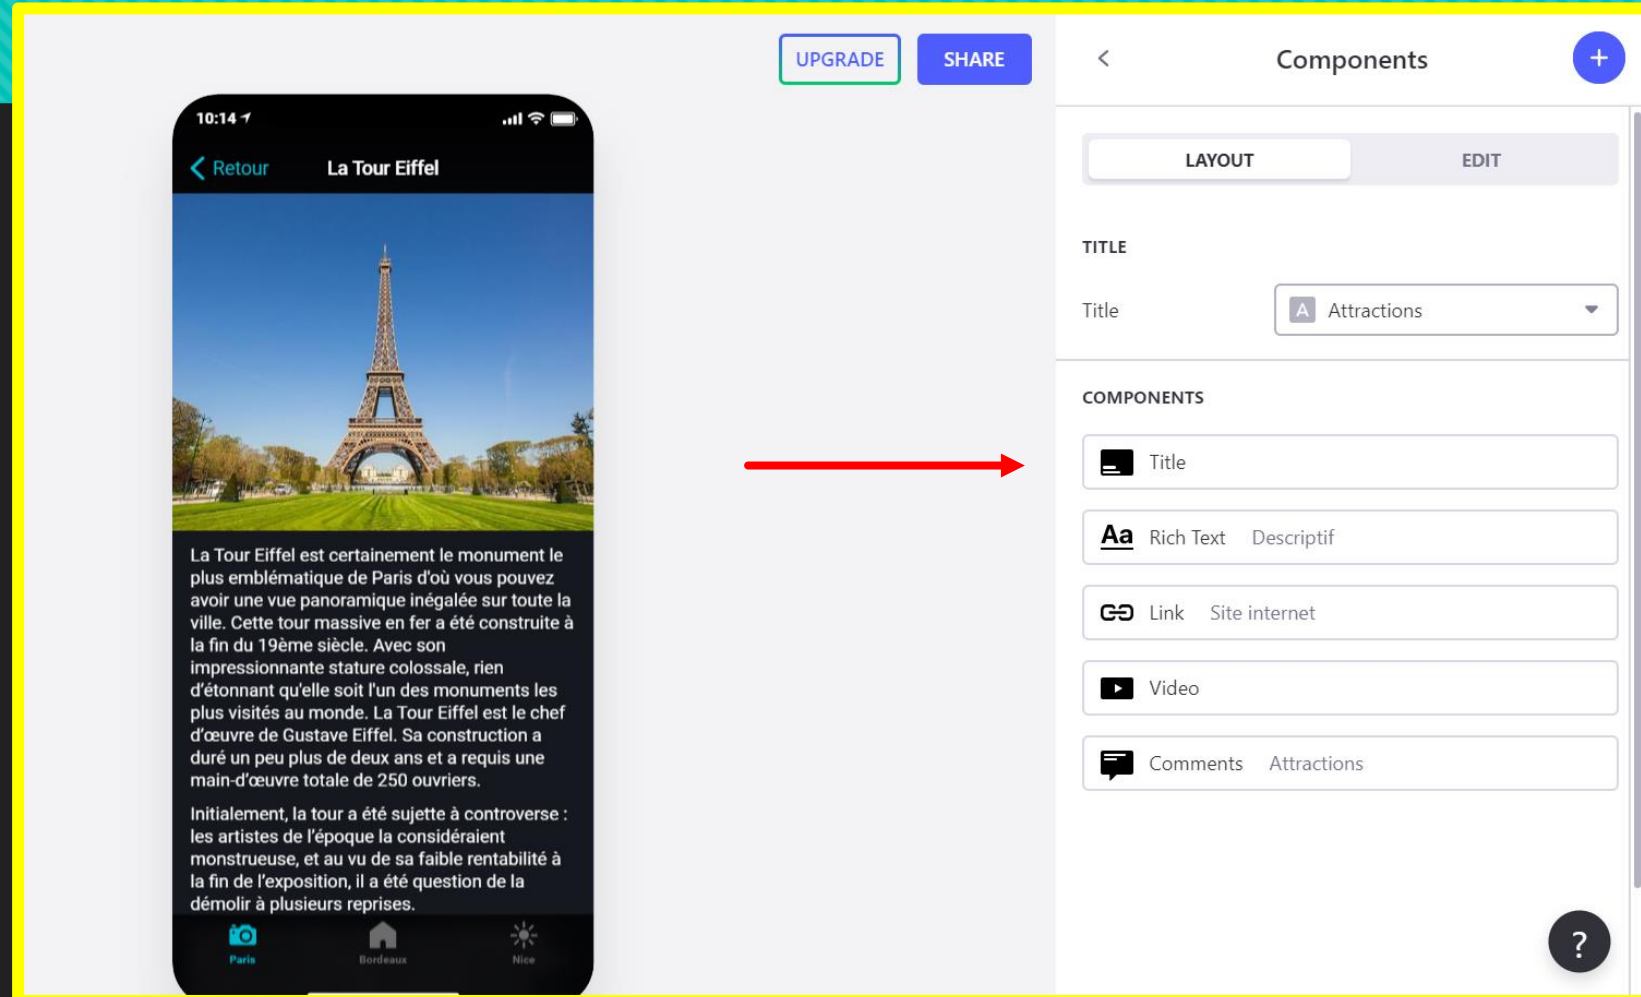 UPGRADE
SHARE
Components
10:14
Retour
La Tour Eiffel
La Tour Eiffel est certainement le monument le
plus emblématique de Paris d'où vous pouvez
avoir une vue panoramique inégalée sur toute la
ville. Cette tour massive en fer a été construite à
la fin du 19ème siècle. Avec son
impressionnante stature colossale, rien
d'étonnant qu'elle soit l'un des monuments les
plus visités au monde. La Tour Eiffel est le chef
d'œuvre de Gustave Eiffel. Sa construction a
duré un peu plus de deux ans et a requis une
main-d'œuvre totale de 250 ouvriers.
Initialement, la tour a été sujette à controverse :
les artistes de l'époque la considéraient
monstrueuse, et au vu de sa faible rentabilité à
la fin de l'exposition, il a été question de la
démolir à plusieurs reprises.
Paris
Bordeaux
Nice
LAYOUT
EDIT
TITLE
Title
A Attractions
COMPONENTS
Title
Aa Rich Text Descriptif
Link Site internet
Video
Comments Attractions
?